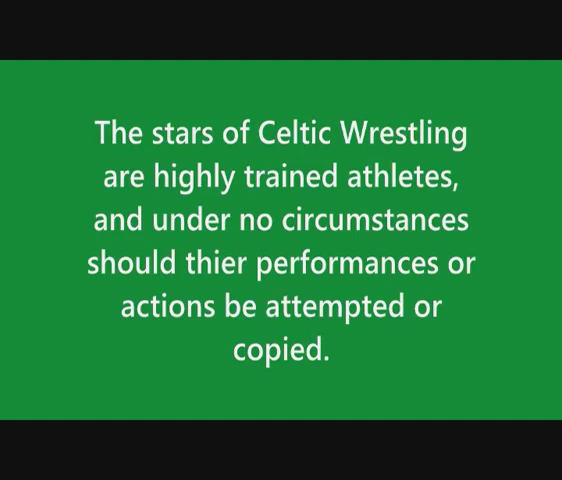 The stars of Celtic Wrestling
are highly trained athletes,
and under no circumstances
should thier performances or
actions be attempted or
copied.